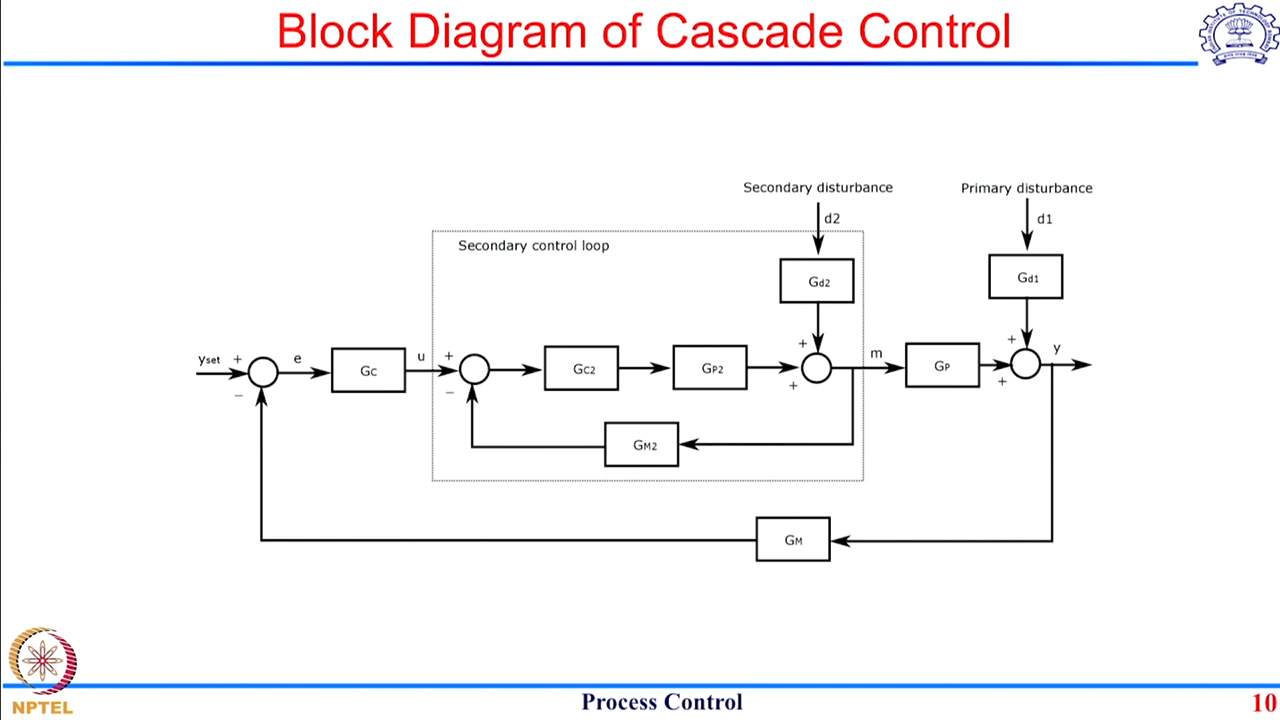 Block Diagram of Cascade Control
Secondary disturbance
Primary disturbance
d2
d1
Secondary control loop
Gd2
Gd1
yset
+
e
Gc
u
+
Gc2
GP2
+
+
m
GP
+
+
y
−
−
GM2
GM
NPTEL
Process Control
10